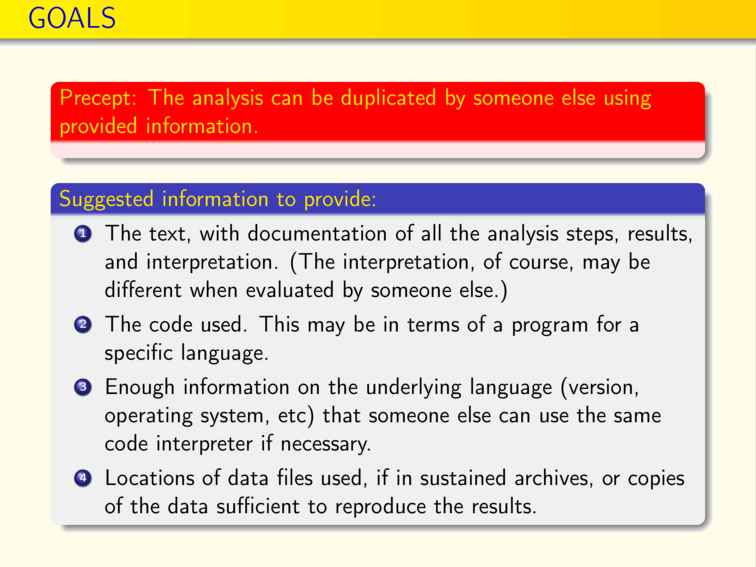 GOALS
Precept: The analysis can be duplicated by someone else using
provided information.
Suggested information to provide:
1 The text, with documentation of all the analysis steps, results,
and interpretation. (The interpretation, of course, may be
different when evaluated by someone else.)
2 The code used. This may be in terms of a program for a
specific language.
3 Enough information on the underlying language (version,
operating system, etc) that someone else can use the same
code interpreter if necessary.
4 Locations of data files used, if in sustained archives, or copies
of the data sufficient to reproduce the results.